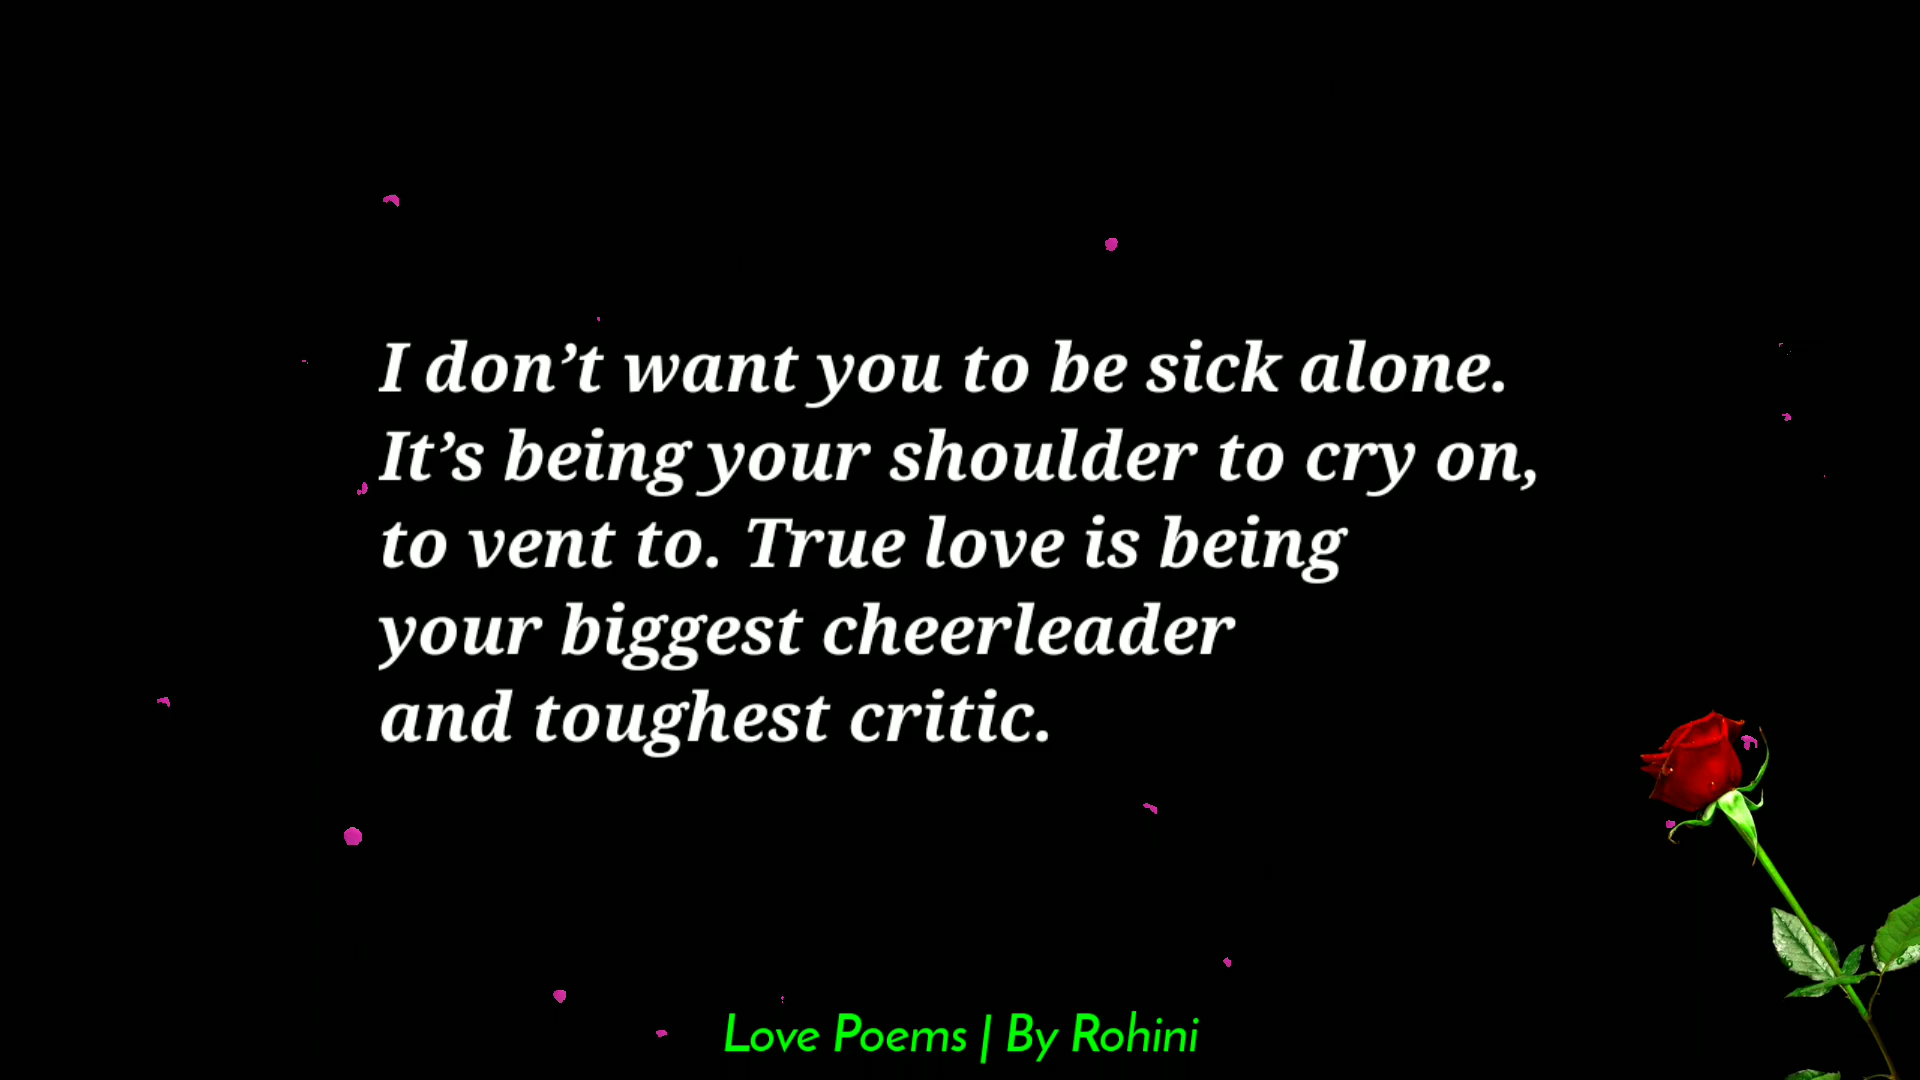 I don’t want you to be sick alone.
It’s being your shoulder to cry on,
to vent to. True love is being
your biggest cheerleader
and toughest critic.
Love Poems | By Rohini